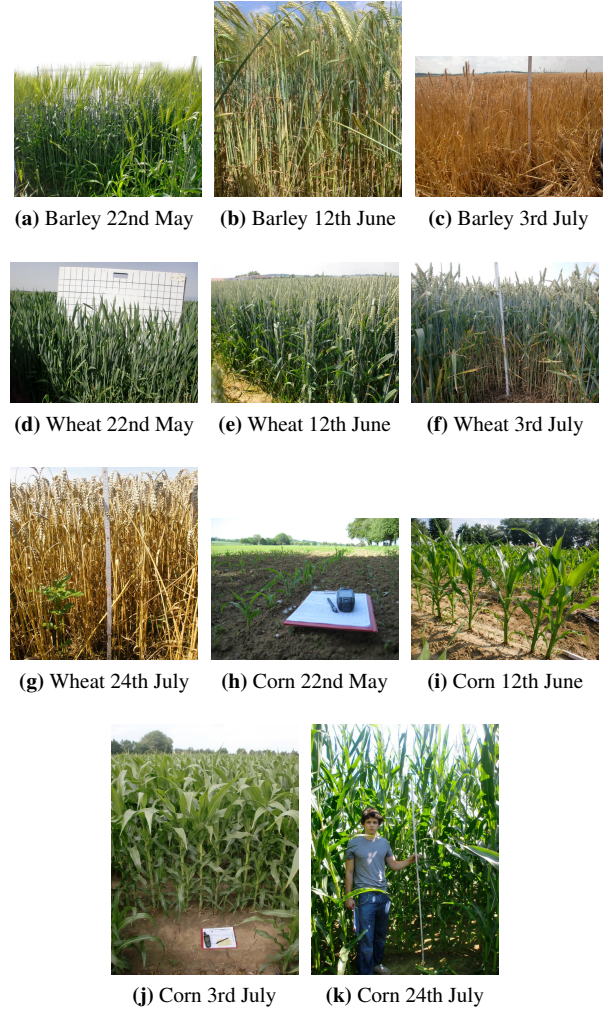 (a) Barley 22nd May
(b) Barley 12th June
(c) Barley 3rd July
(d) Wheat 22nd May
(e) Wheat 12th June
(f) Wheat 3rd July
(g) Wheat 24th July
(h) Corn 22nd May
(i) Corn 12th June
(j) Corn 3rd July
(k) Corn 24th July